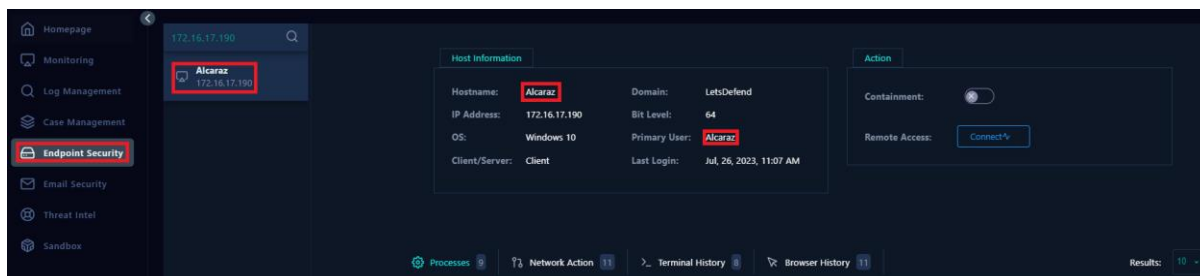 Homepage
Monitoring
Log Management
Case Management
Endpoint Security
Email Security
Threat Intel
Sandbox
172.16.17.190
Alcaraz
172.16.17.190
Host Information
Hostname: Alcaraz Domain: LetsDefend
IP Address: 172.16.17.190 Bit Level: 64
OS: Windows 10 Primary User: Alcaraz
Client/Server: Client Last Login: Jul, 26, 2023, 11:07 AM
Action
Containment:
Remote Access: Connect
Processes 9 Network Action 11 Terminal History 8 Browser History 11 Results: 10